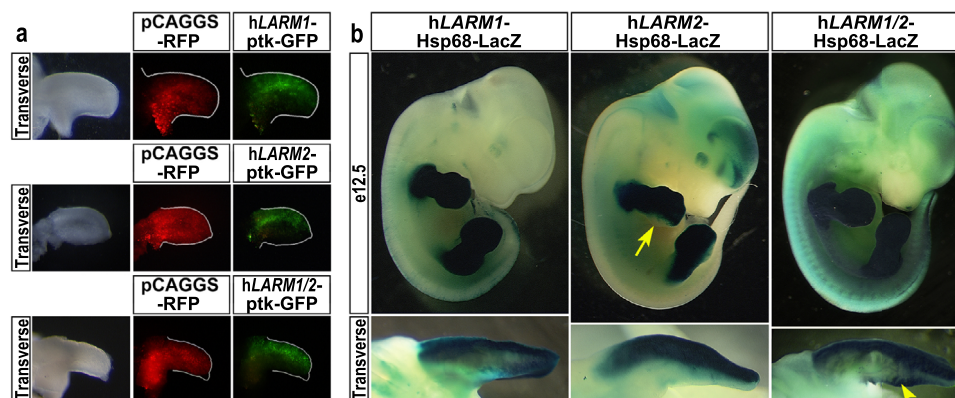 a
pCAGGS
-RFP
hLARM1-
ptk-GFP
Transverse
pCAGGS
-RFP
hLARM2-
ptk-GFP
Transverse
pCAGGS
-RFP
hLARM1/2-
ptk-GFP
Transverse
b
hLARM1-
Hsp68-LacZ
hLARM2-
Hsp68-LacZ
hLARM1/2-
Hsp68-LacZ
e12.5
Transverse